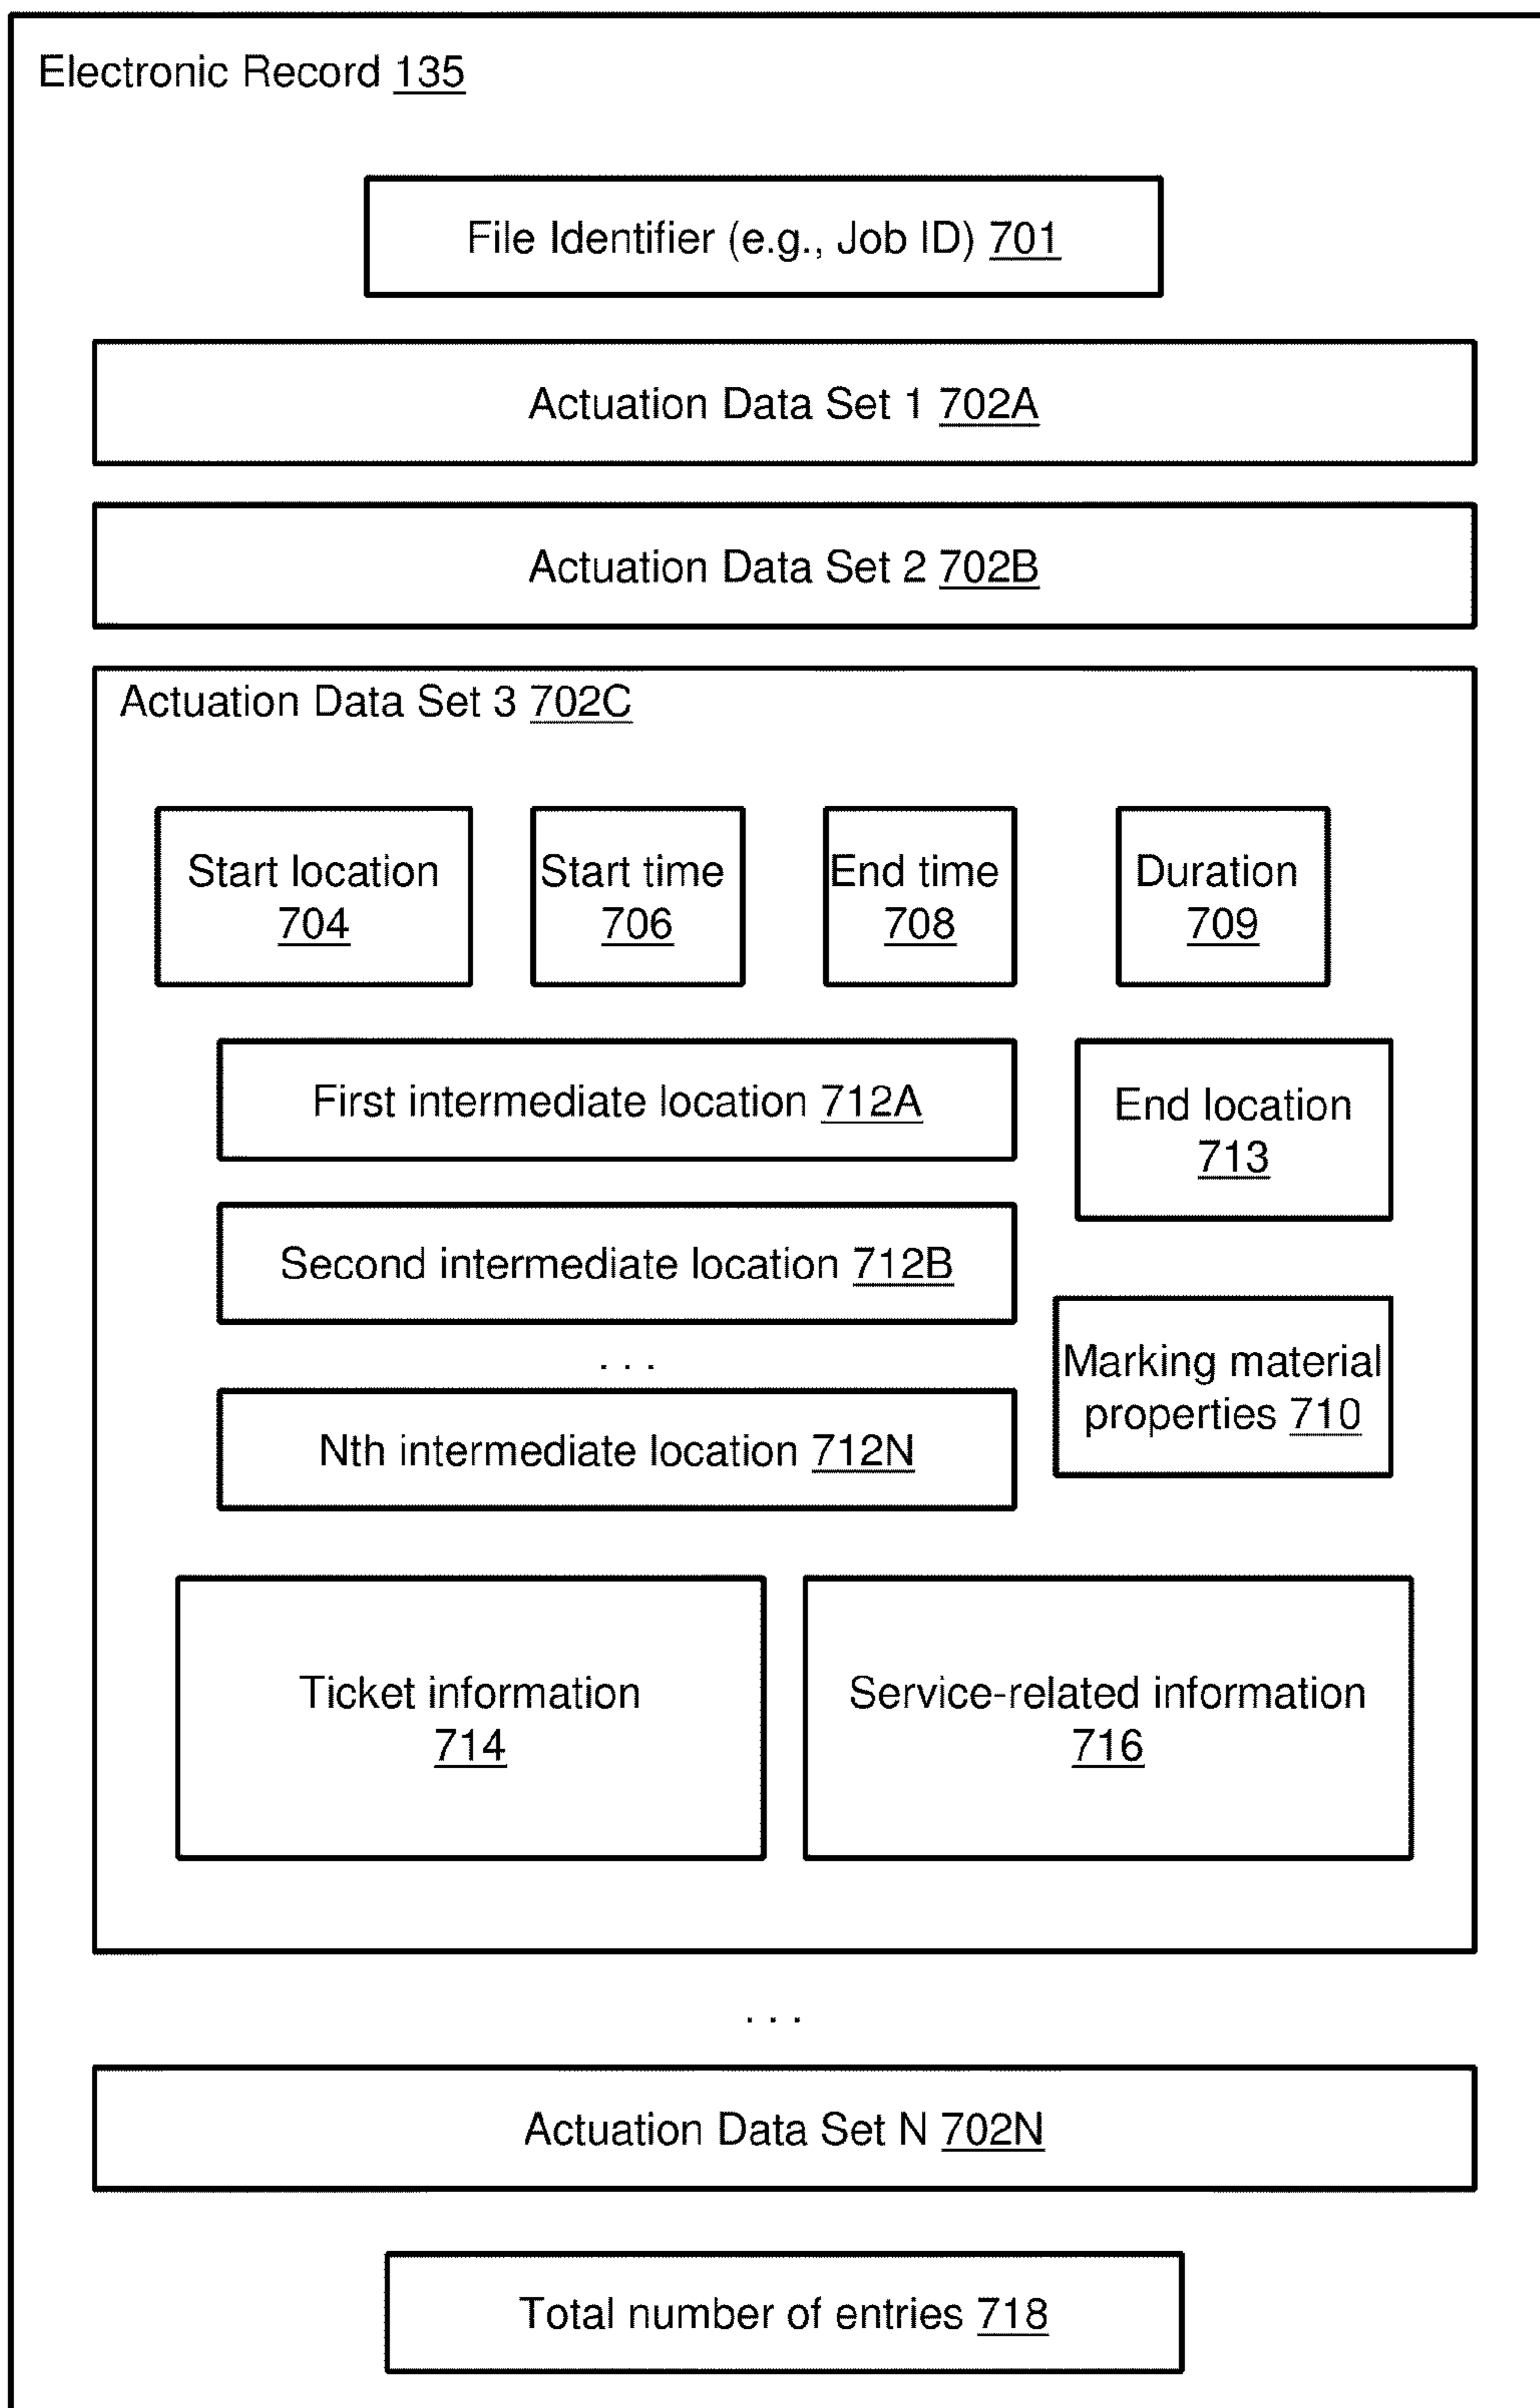 Electronic Record 135
File Identifier (e.g., Job ID) 701
Actuation Data Set 1 702A
Actuation Data Set 2 702B
Actuation Data Set 3 702C
Start location
704
Start time
706
End time
708
Duration
709
First intermediate location 712A
End location
713
Second intermediate location 712B
Marking material
properties 710
. . .
Nth intermediate location 712N
Ticket information
714
Service-related information
716
. . .
Actuation Data Set N 702N
Total number of entries 718